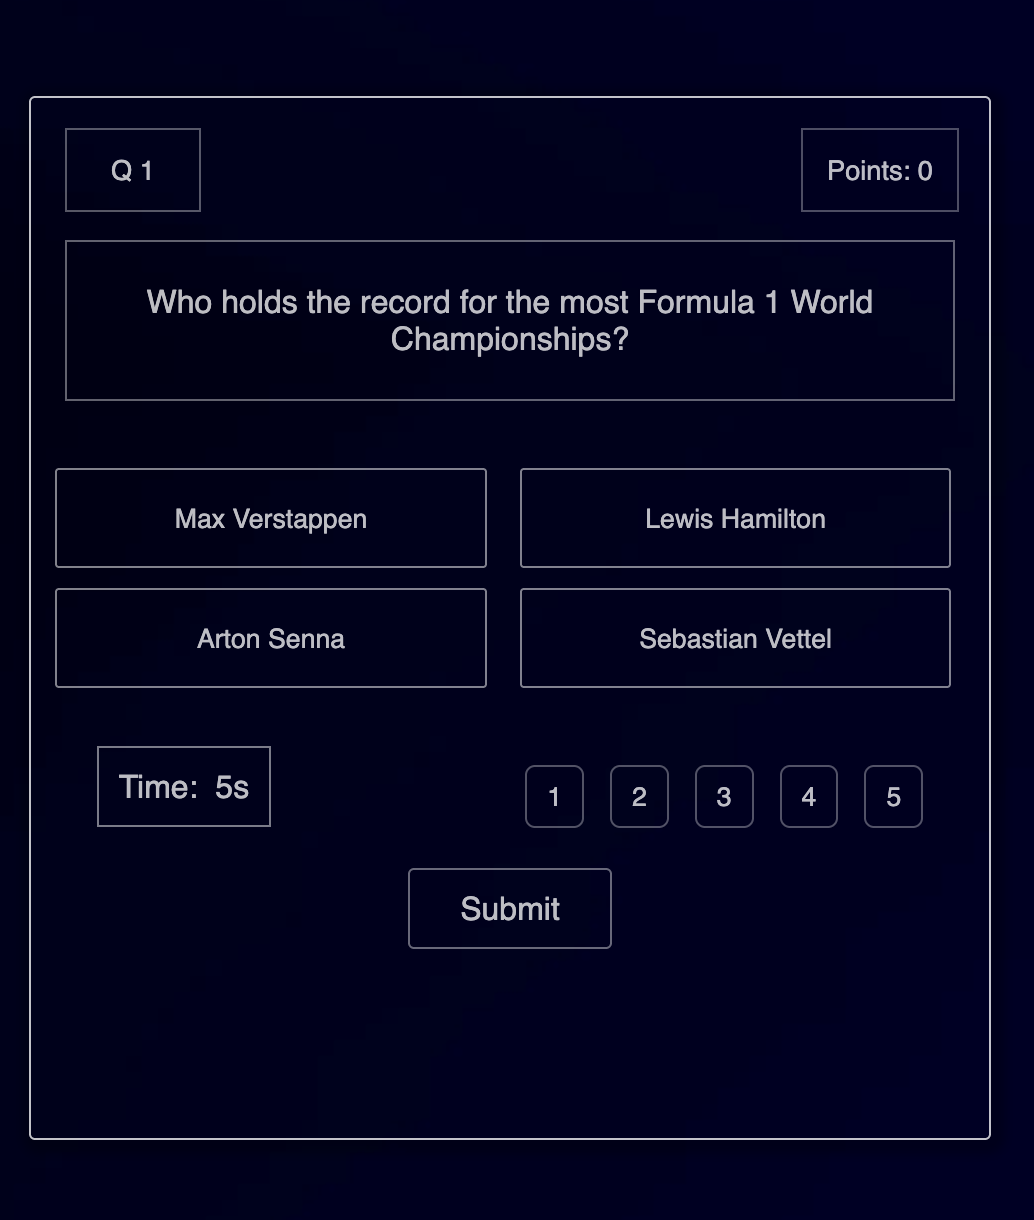 Q 1
Points: 0
Who holds the record for the most Formula 1 World
Championships?
Max Verstappen
Lewis Hamilton
Arton Senna
Sebastian Vettel
Time: 5s
1 2 3 4 5
Submit